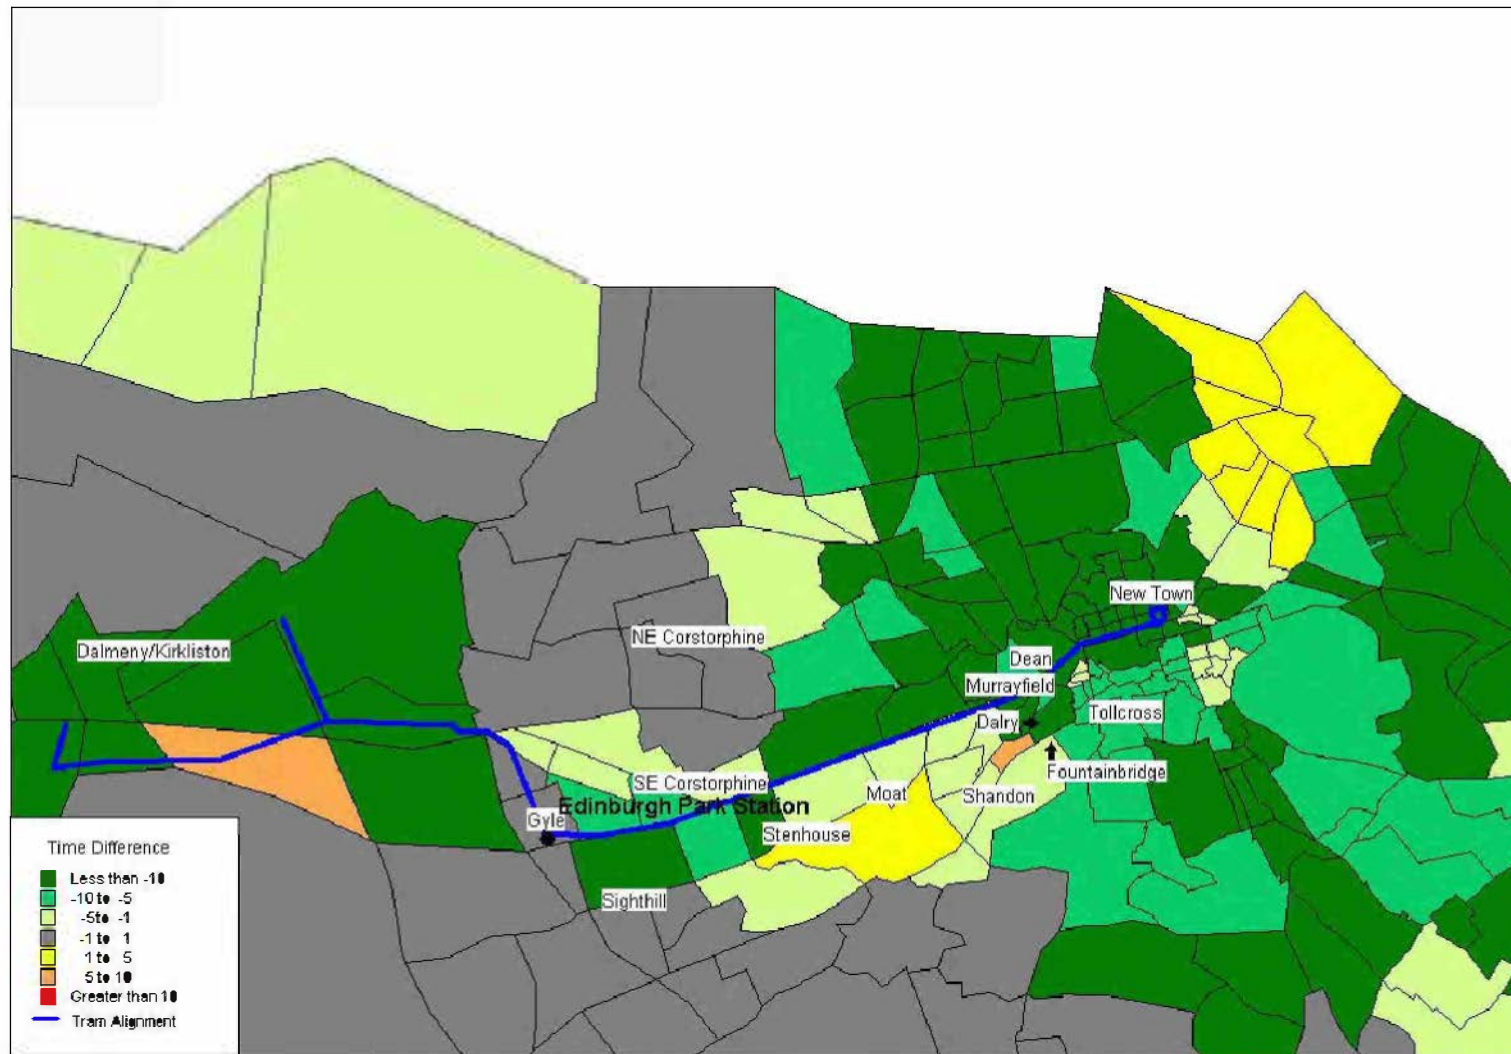 New Town
NE Corstorphine
Dalmeny/Kirkliston
Dean
Murrayfield
Dalry
Tollcross
Fountainbridge
SE Corstorphine
Moat
Shandon
Edinburgh Park Station
Gyle
Stenhouse
Sighthill
Time Difference
Less than -10
-10 to -5
-5 to -1
-1 to 1
1 to 5
5 to 10
Greater than 10
Tram Alignment